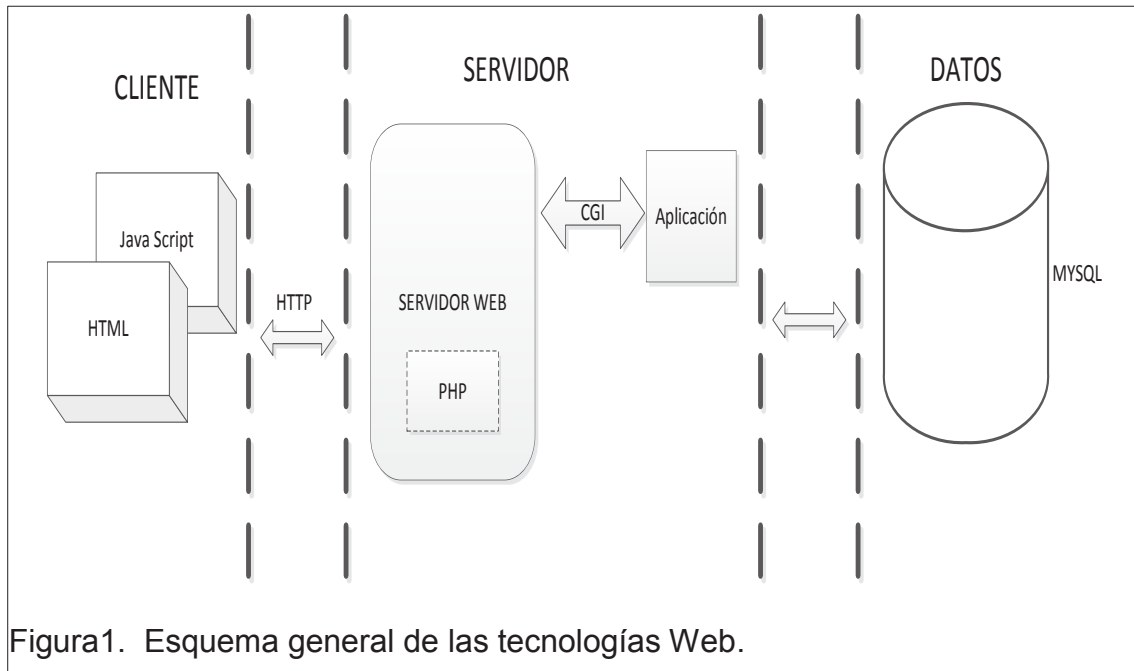 CLIENTE
SERVIDOR
DATOS
Java Script
HTML
HTTP
SERVIDOR WEB
PHP
CGI
Aplicación
MYSQL
Figura1. Esquema general de las tecnologías Web.